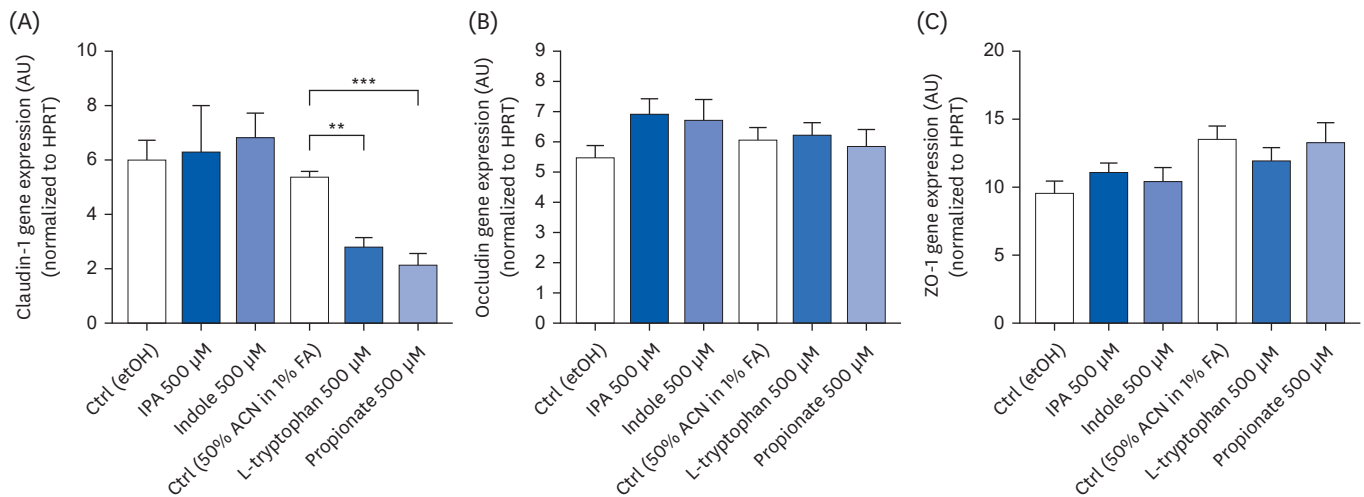 (A)
Claudin-1 gene expression (AU)
(normalized to HPRT)
10
8
6
4
2
0
***
**
Ctrl (etOH)
IPA 500 µM
Indole 500 µM
Ctrl (50% ACN in 1% FA)
L-tryptophan 500 µM
Propionate 500 µM
(B)
Occludin gene expression (AU)
(normalized to HPRT)
9
8
7
6
5
4
3
2
1
0
Ctrl (etOH)
IPA 500 µM
Indole 500 µM
Ctrl (50% ACN in 1% FA)
L-tryptophan 500 µM
Propionate 500 µM
(C)
ZO-1 gene expression (AU)
(normalized to HPRT)
20
15
10
5
0
Ctrl (etOH)
IPA 500 µM
Indole 500 µM
Ctrl (50% ACN in 1% FA)
L-tryptophan 500 µM
Propionate 500 µM